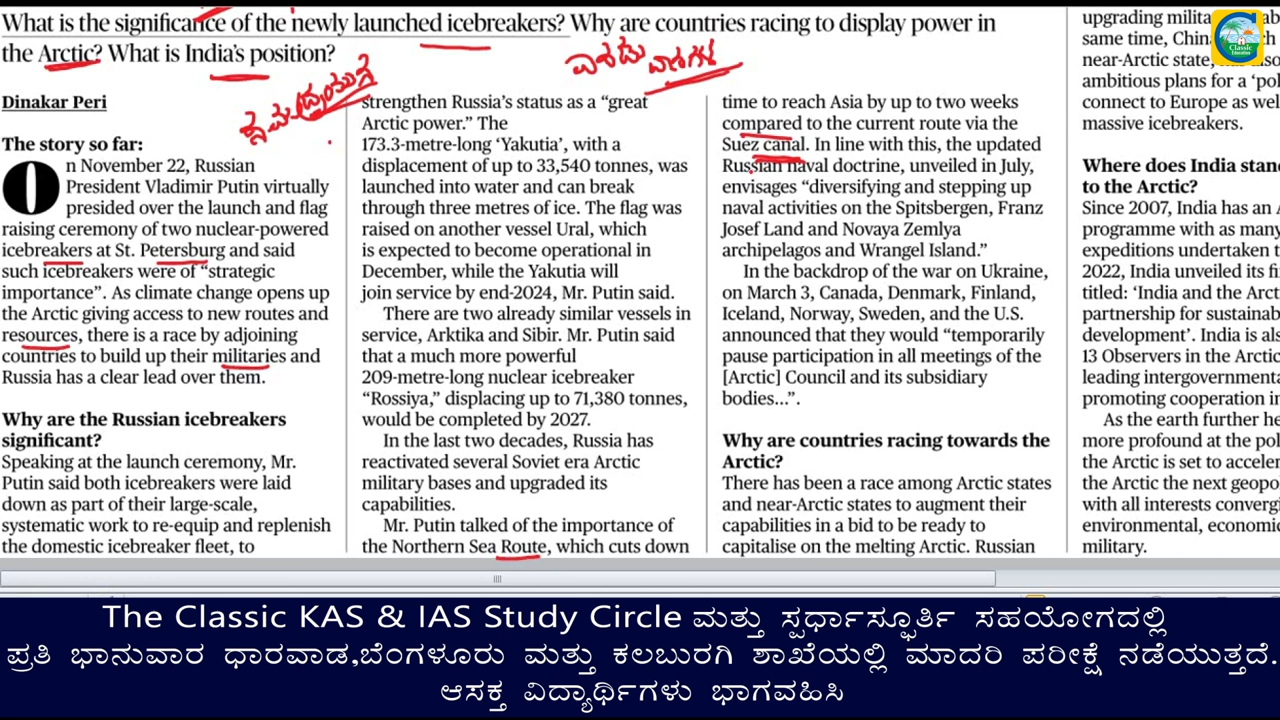 What is the significance of the newly launched icebreakers? Why are countries racing to display power in
the Arctic? What is India's position?
ಎರಡು ವಾರಗಳ
Dinakar Peri
The story so far:
On November 22, Russian
President Vladimir Putin virtually
presided over the launch and flag
raising ceremony of two nuclear-powered
icebreakers at St. Petersburg and said
such icebreakers were of “strategic
importance”. As climate change opens up
the Arctic giving access to new routes and
resources, there is a race by adjoining
countries to build up their militaries and
Russia has a clear lead over them.
Why are the Russian icebreakers
significant?
Speaking at the launch ceremony, Mr.
Putin said both icebreakers were laid
down as part of their large-scale,
systematic work to re-equip and replenish
the domestic icebreaker fleet, to
strengthen Russia's status as a “great
Arctic power.” The
173.3-metre-long ‘Yakutia’, with a
displacement of up to 33,540 tonnes, was
launched into water and can break
through three metres of ice. The flag was
raised on another vessel Ural, which
is expected to become operational in
December, while the Yakutia will
join service by end-2024, Mr. Putin said.
There are two already similar vessels in
service, Arktika and Sibir. Mr. Putin said
that a much more powerful
209-metre-long nuclear icebreaker
“Rossiya,” displacing up to 71,380 tonnes,
would be completed by 2027.
In the last two decades, Russia has
reactivated several Soviet era Arctic
military bases and upgraded its
capabilities.
Mr. Putin talked of the importance of
the Northern Sea Route, which cuts down
time to reach Asia by up to two weeks
compared to the current route via the
Suez canal. In line with this, the updated
Russian naval doctrine, unveiled in July,
envisages “diversifying and stepping up
naval activities on the Spitsbergen, Franz
Josef Land and Novaya Zemlya
archipelagos and Wrangel Island.”
In the backdrop of the war on Ukraine,
on March 3, Canada, Denmark, Finland,
Iceland, Norway, Sweden, and the U.S.
announced that they would “temporarily
pause participation in all meetings of the
[Arctic] Council and its subsidiary
bodies...”.
Why are countries racing towards the
Arctic?
There has been a race among Arctic states
and near-Arctic states to augment their
capabilities in a bid to be ready to
capitalise on the melting Arctic. Russian
upgrading
same time,
near-Arctic state,
ambitious plans for a ‘pol
connect to Europe as wel
massive icebreakers.
Where does India stan
to the Arctic?
Since 2007, India has an A
programme with as many
expeditions undertaken t
2022, India unveiled its fi
titled: ‘India and the Arct
partnership for sustainab
development’. India is als
13 Observers in the Arctic
leading intergovernmenta
promoting cooperation in
As the earth further he
more profound at the pol
the Arctic is set to acceler
the Arctic the next geopol
with all interests convergi
environmental, economic
military.
Classic
Education
The Classic KAS & IAS Study Circle ಮತ್ತು ಸ್ಪರ್ಧಾಸ್ಫೂರ್ತಿ ಸಹಯೋಗದಲ್ಲಿ
ಪ್ರತಿ ಭಾನುವಾರ ಧಾರವಾಡ,ಬೆಂಗಳೂರು ಮತ್ತು ಕಲಬುರಗಿ ಶಾಖೆಯಲ್ಲಿ ಮಾದರಿ ಪರೀಕ್ಷೆ ನಡೆಯುತ್ತದೆ.
ಆಸಕ್ತ ವಿದ್ಯಾರ್ಥಿಗಳು ಭಾಗವಹಿಸಿ